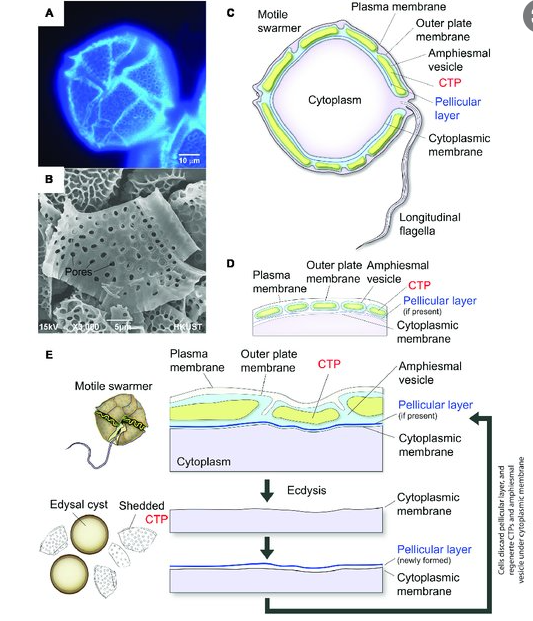 A
10 µm
B
Pores
15kV X3,000 5µm HKUST
C
Motile
swarmer
Plasma membrane
Outer plate
membrane
Amphiesmal
vesicle
CTP
Pellicular
layer
Cytoplasm
Cytoplasmic
membrane
Longitudinal
flagella
D
Plasma
membrane
Outer plate
membrane
Amphiesmal
vesicle
CTP
Pellicular layer
(if present)
Cytoplasmic
membrane
E
Motile swarmer
Plasma
membrane
Outer plate
membrane
CTP
Amphiesmal
vesicle
Pellicular layer
(if present)
Cytoplasmic
membrane
Cytoplasm
Ecdysis
Edysal cyst
Shedded
CTP
Cytoplasmic
membrane
Pellicular layer
(newly formed)
Cytoplasmic
membrane
Cells discard pellicular layer, and
regenerte CTPs and amphiesmal
vesicle under cytoplasmic membrane